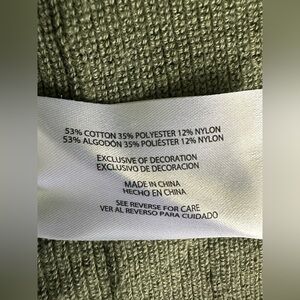 53% COTTON 35% POLYESTER 12% NYLON
53% ALGODÓN 35% POLIÉSTER 12% NYLON
EXCLUSIVE OF DECORATION
EXCLUSIVO DE DECORACION
MADE IN CHINA
HECHO EN CHINA
SEE REVERSE FOR CARE
VER AL REVERSO PARA CUIDADO